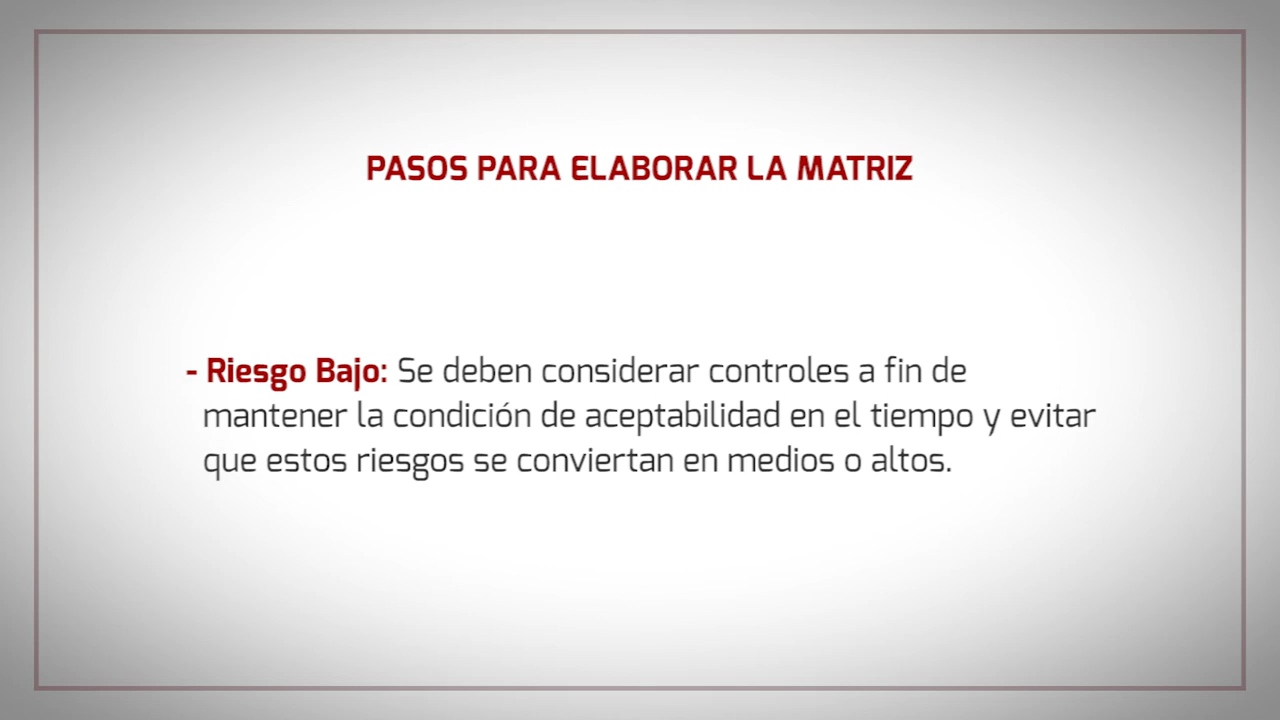 PASOS PARA ELABORAR LA MATRIZ
- Riesgo Bajo: Se deben considerar controles a fin de
mantener la condición de aceptabilidad en el tiempo y evitar
que estos riesgos se conviertan en medios o altos.